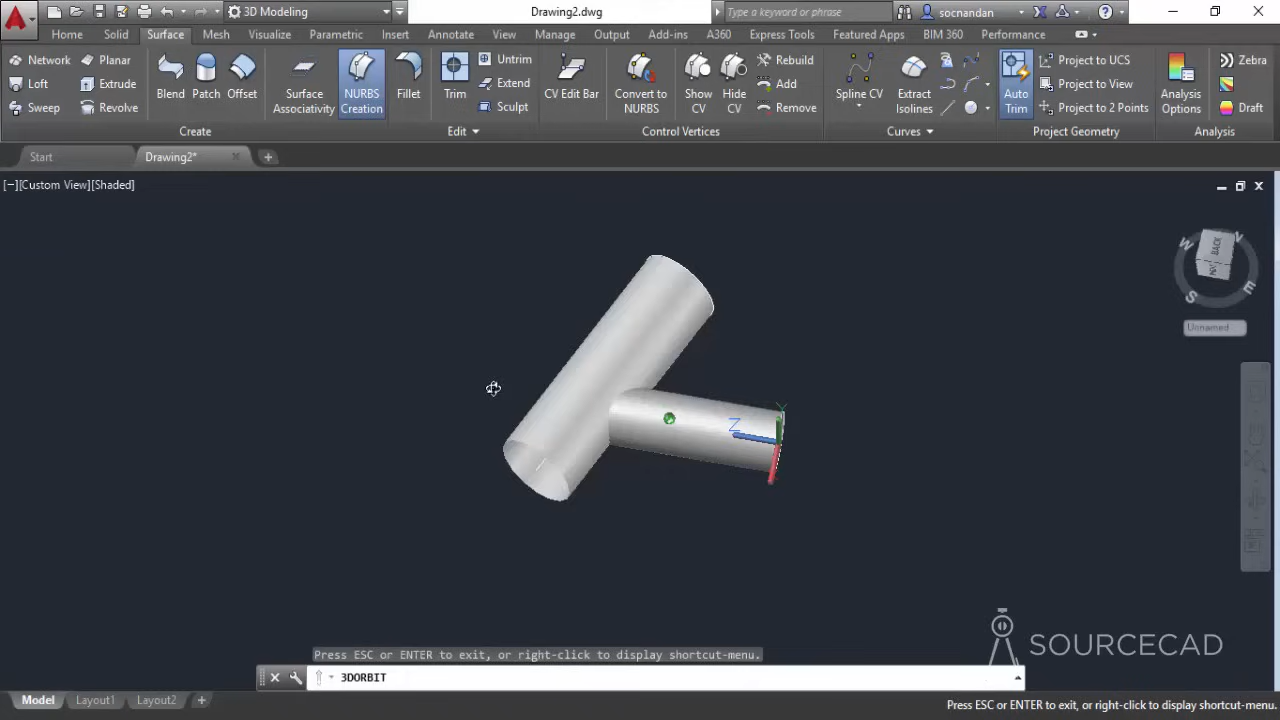 3D Modeling
Drawing2.dwg
Type a keyword or phrase
socnandan
Home Solid Surface Mesh Visualize Parametric Insert Annotate View Manage Output Add-ins A360 Express Tools Featured Apps BIM 360 Performance
Network
Loft
Sweep
Planar
Extrude
Revolve
Blend
Patch
Offset
Surface
Associativity
NURBS
Creation
Fillet
Trim
Untrim
Extend
Sculpt
CV Edit Bar
Convert to
NURBS
Show
CV
Hide
CV
Rebuild
Add
Remove
Spline CV
Extract
Isolines
Auto
Trim
Project to UCS
Project to View
Project to 2 Points
Analysis
Options
Zebra
Draft
Create
Edit
Control Vertices
Curves
Project Geometry
Analysis
Start
Drawing2*
[−][Custom View][Shaded]
W
S
E
BACK
Unnamed
Y
Z
SOURCECAD
Press ESC or ENTER to exit, or right-click to display shortcut-menu.
3DORBIT
Model Layout1 Layout2
Press ESC or ENTER to exit, or right-click to display shortcut-menu.